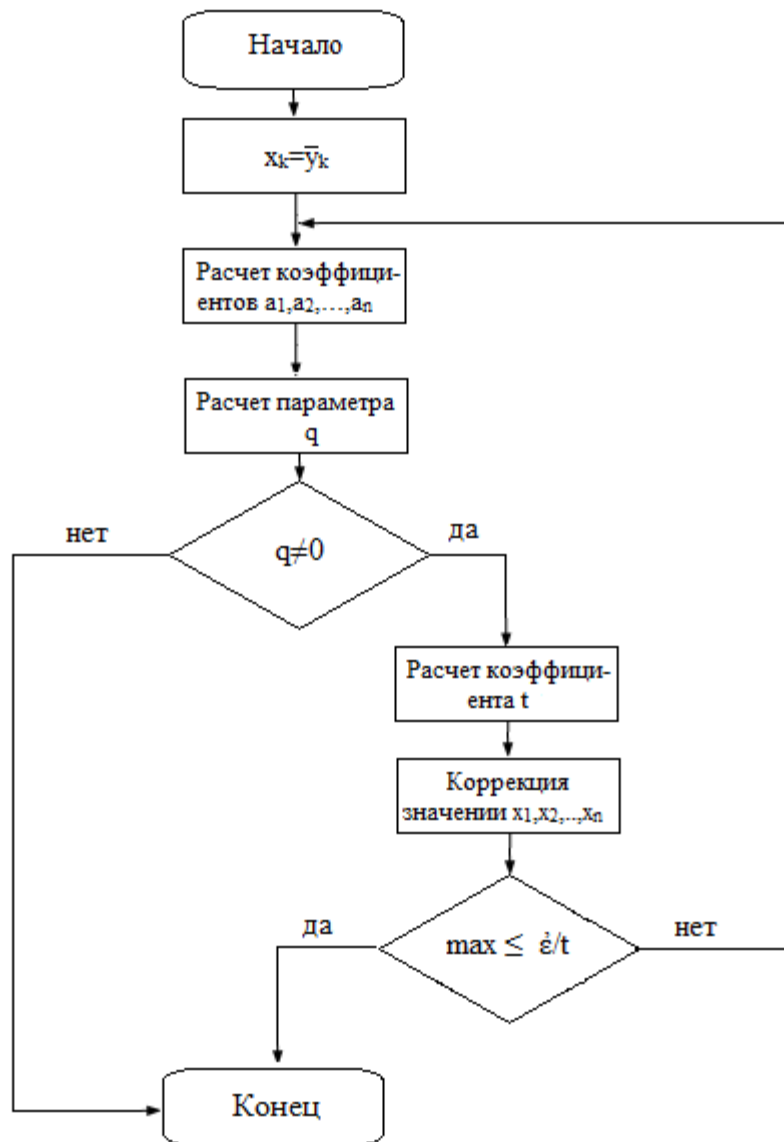 Начало
xₖ=y̅ₖ
Расчет коэффици-
ентов a₁,a₂,...,aₙ
Расчет параметра
q
нет
q≠0
да
Расчет коэффици-
ента t
Коррекция
значении x₁,x₂,..,xₙ
да
max ≤ ἐ/t
нет
Конец